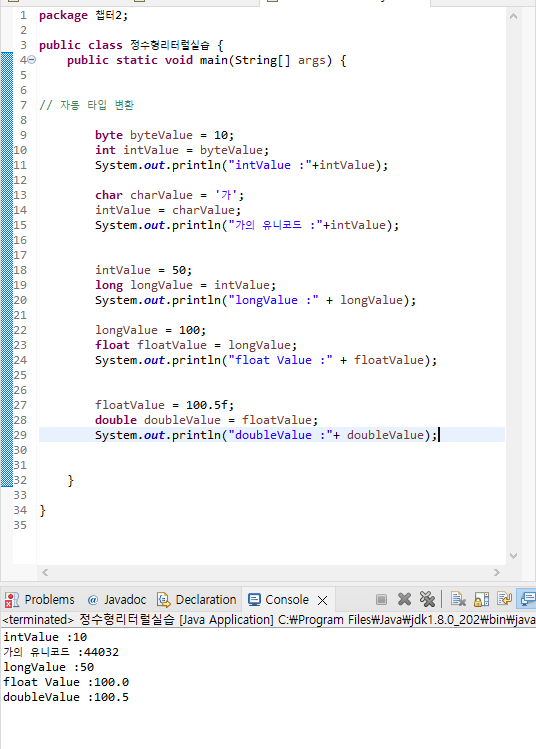 1 package 챕터2;
2
3 public class 정수형리터럴실습 {
4 public static void main(String[] args) {
5
6
7 // 자동 타입 변환
8
9 byte byteValue = 10;
10 int intValue = byteValue;
11 System.out.println("intValue :"+intValue);
12
13 char charValue = '가';
14 intValue = charValue;
15 System.out.println("가의 유니코드 :"+intValue);
16
17
18 intValue = 50;
19 long longValue = intValue;
20 System.out.println("longValue :" + longValue);
21
22 longValue = 100;
23 float floatValue = longValue;
24 System.out.println("float Value :" + floatValue);
25
26
27 floatValue = 100.5f;
28 double doubleValue = floatValue;
29 System.out.println("doubleValue :"+ doubleValue);
30
31
32 }
33
34 }
35
Problems @ Javadoc Declaration Console
<terminated> 정수형리터럴실습 [Java Application] C:₩Program Files₩Java₩jdk1.8.0_202₩bin₩java
intValue :10
가의 유니코드 :44032
longValue :50
float Value :100.0
doubleValue :100.5